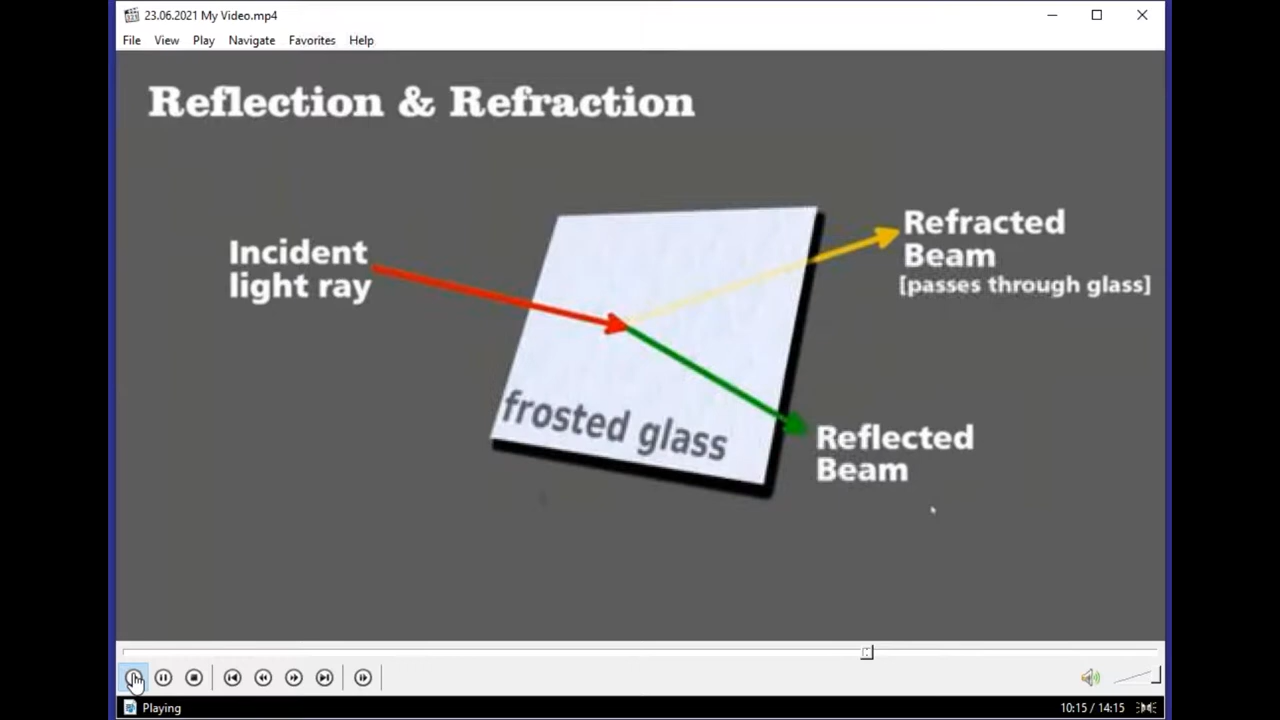 23.06.2021 My Video.mp4
File View Play Navigate Favorites Help
Reflection & Refraction
Incident
light ray
Refracted
Beam
[passes through glass]
frosted glass
Reflected
Beam
Playing
10:15 / 14:15